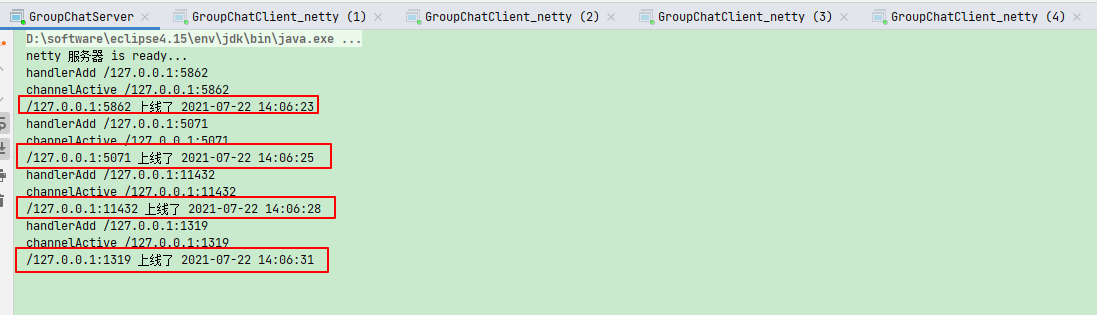 GroupChatServer GroupChatClient_netty (1) GroupChatClient_netty (2) GroupChatClient_netty (3) GroupChatClient_netty (4)
D:\software\eclipse4.15\env\jdk\bin\java.exe ...
netty 服务器 is ready...
handlerAdd /127.0.0.1:5862
channelActive /127.0.0.1:5862
/127.0.0.1:5862 上线了 2021-07-22 14:06:23
handlerAdd /127.0.0.1:5071
channelActive /127.0.0.1:5071
/127.0.0.1:5071 上线了 2021-07-22 14:06:25
handlerAdd /127.0.0.1:11432
channelActive /127.0.0.1:11432
/127.0.0.1:11432 上线了 2021-07-22 14:06:28
handlerAdd /127.0.0.1:1319
channelActive /127.0.0.1:1319
/127.0.0.1:1319 上线了 2021-07-22 14:06:31